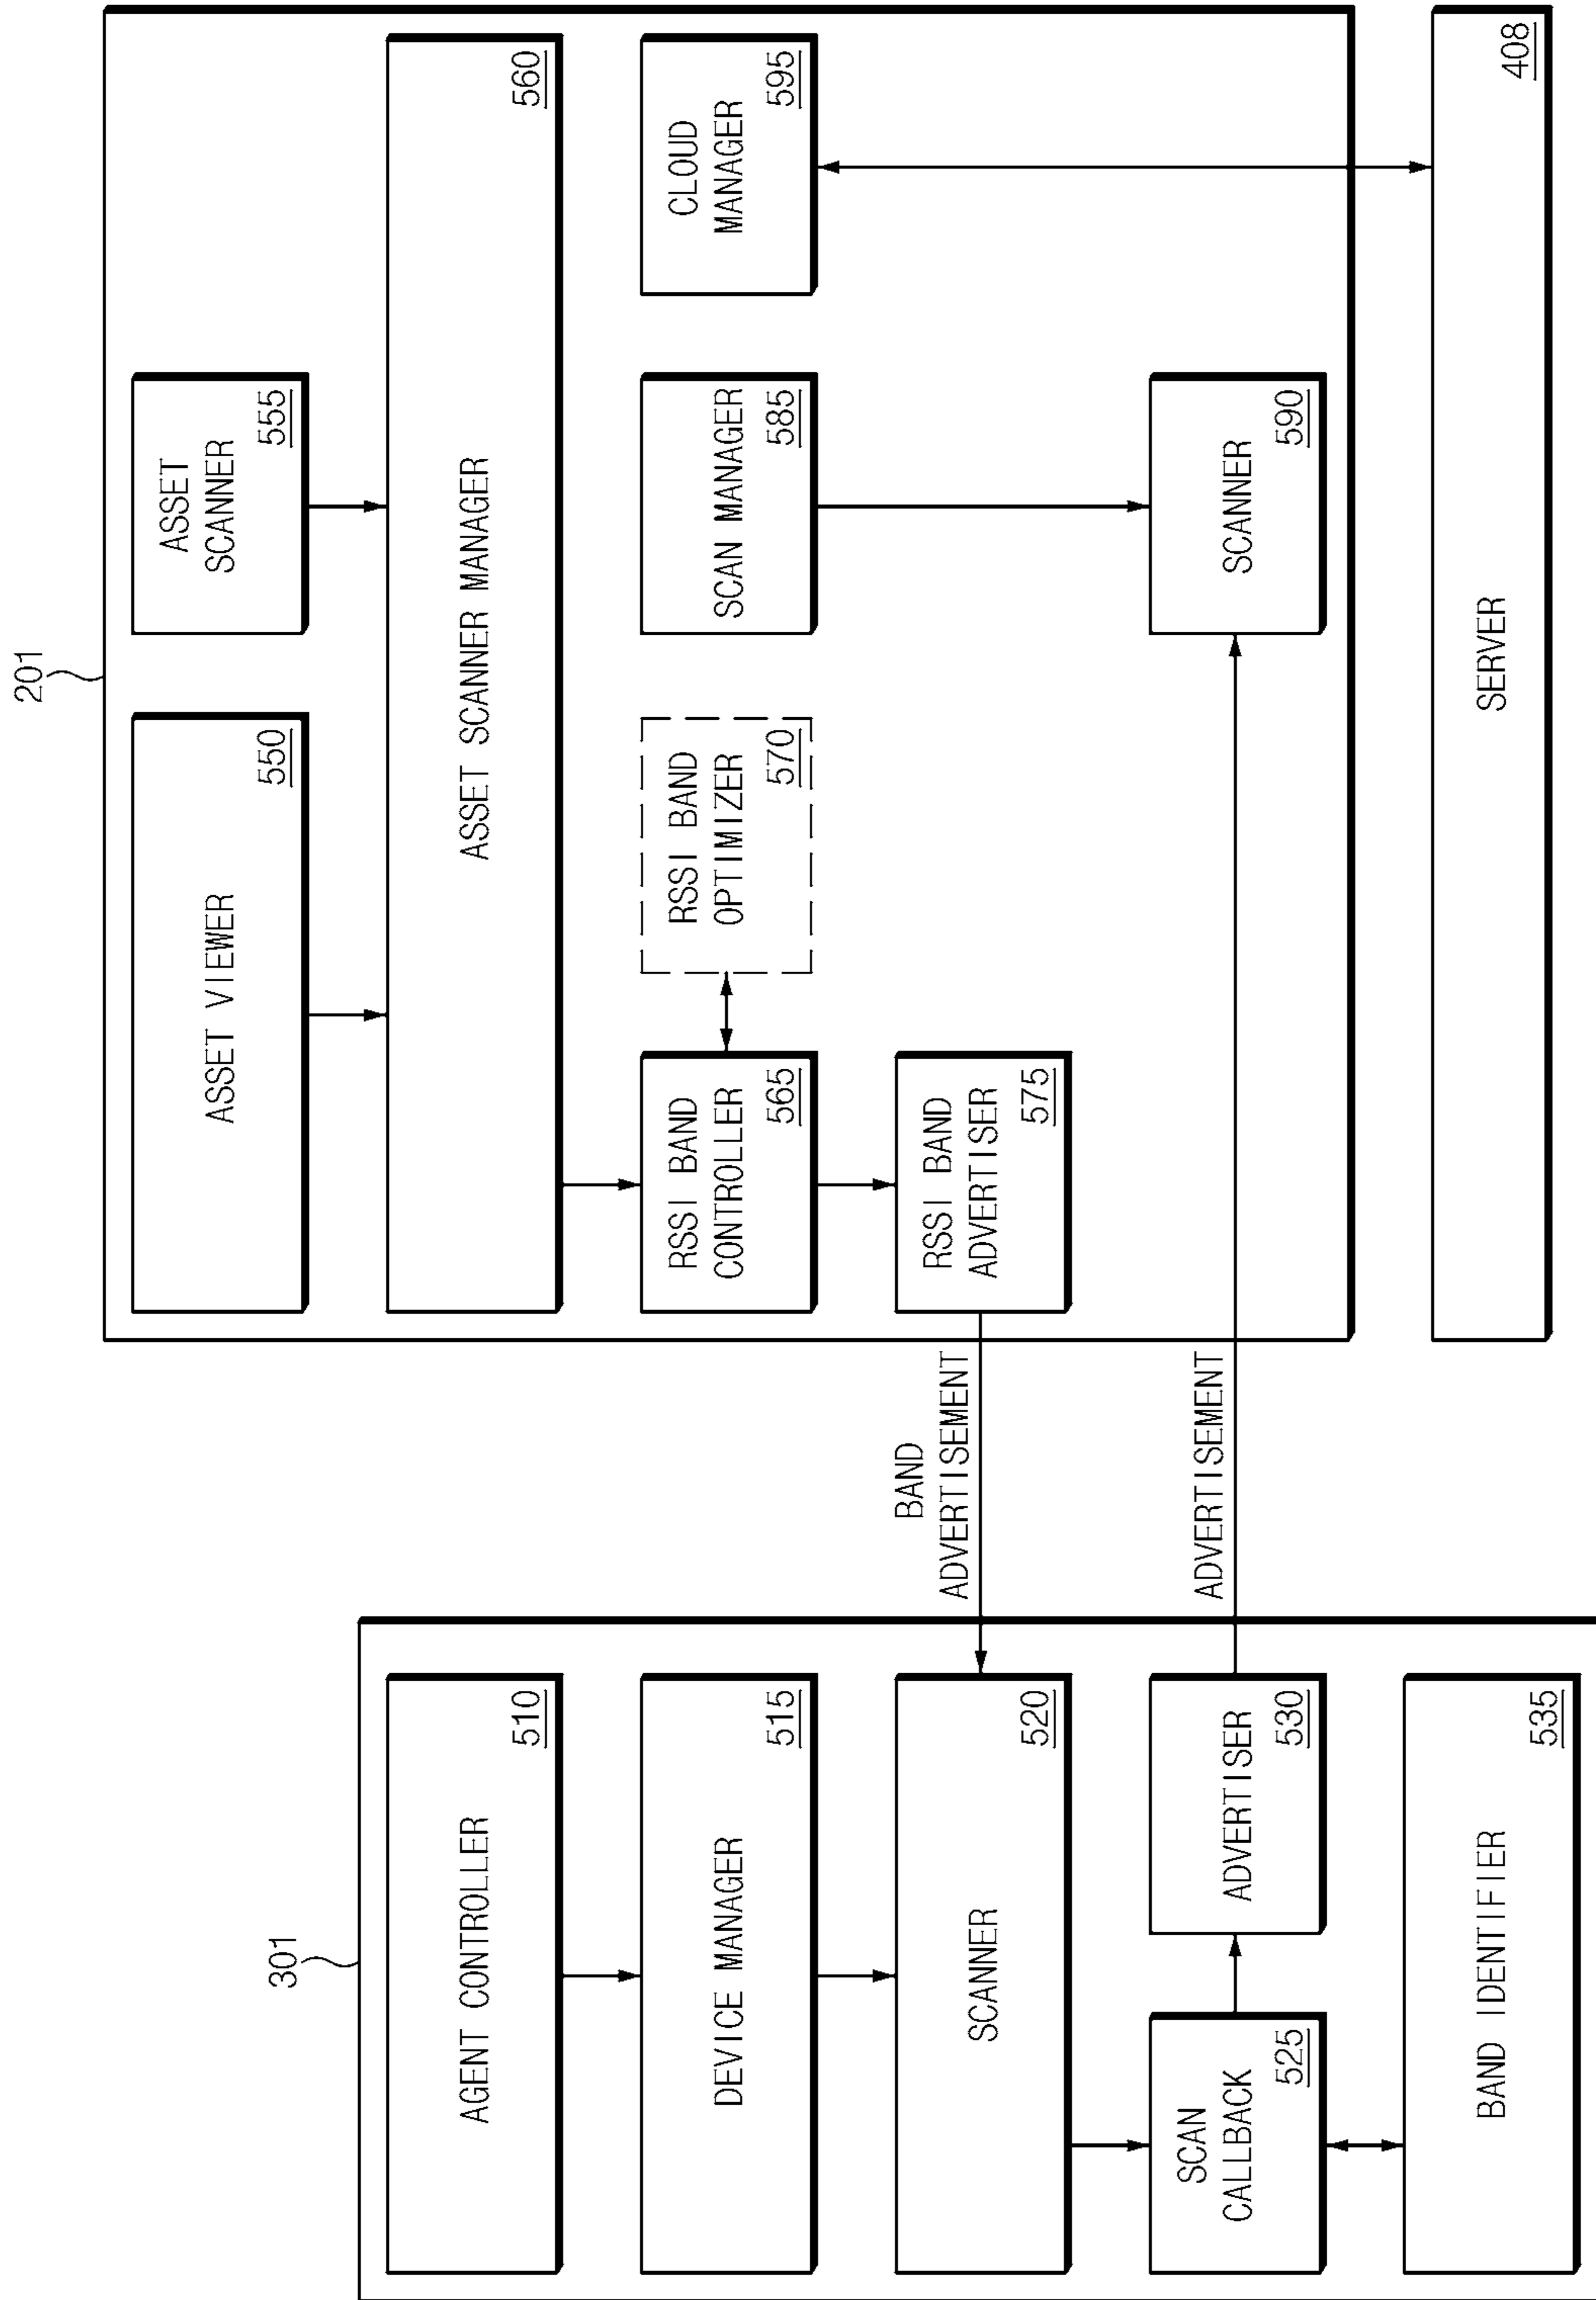 301
AGENT CONTROLLER
510
DEVICE MANAGER
515
SCANNER
520
SCAN
CALLBACK
525
ADVERTISER
530
BAND IDENTIFIER
535
BAND
ADVERTISEMENT
ADVERTISEMENT
201
ASSET VIEWER
550
ASSET
SCANNER
555
ASSET SCANNER MANAGER
560
RSSI BAND
CONTROLLER
565
RSSI BAND
OPTIMIZER
570
SCAN MANAGER
585
CLOUD
MANAGER
595
RSSI BAND
ADVERTISER
575
SCANNER
590
SERVER
408